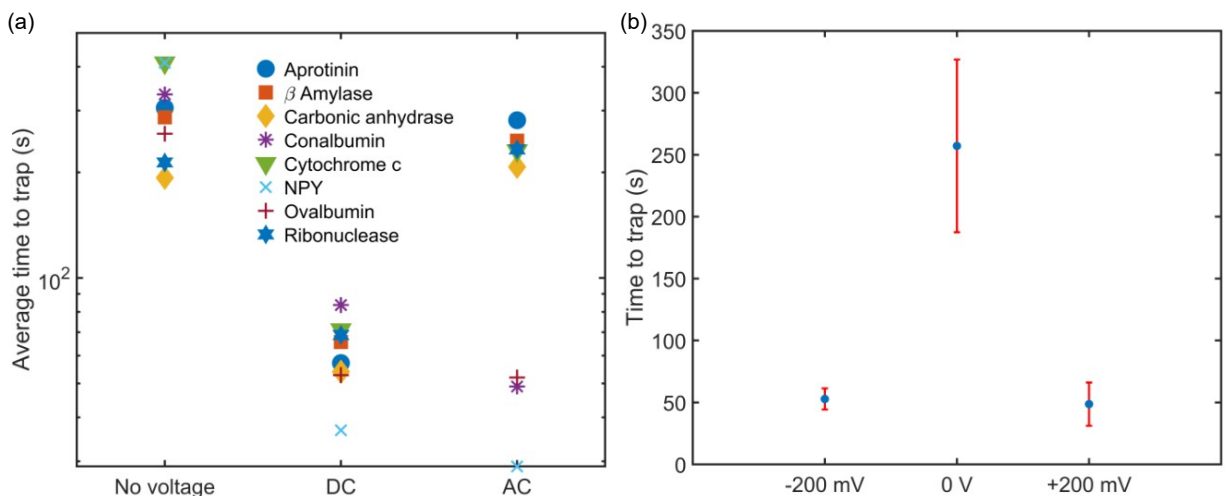 (a)
Average time to trap (s)
10²
Aprotinin
β Amylase
Carbonic anhydrase
Conalbumin
Cytochrome c
NPY
Ovalbumin
Ribonuclease
No voltage DC AC
(b)
Time to trap (s)
350
300
250
200
150
100
50
0
-200 mV 0 V +200 mV